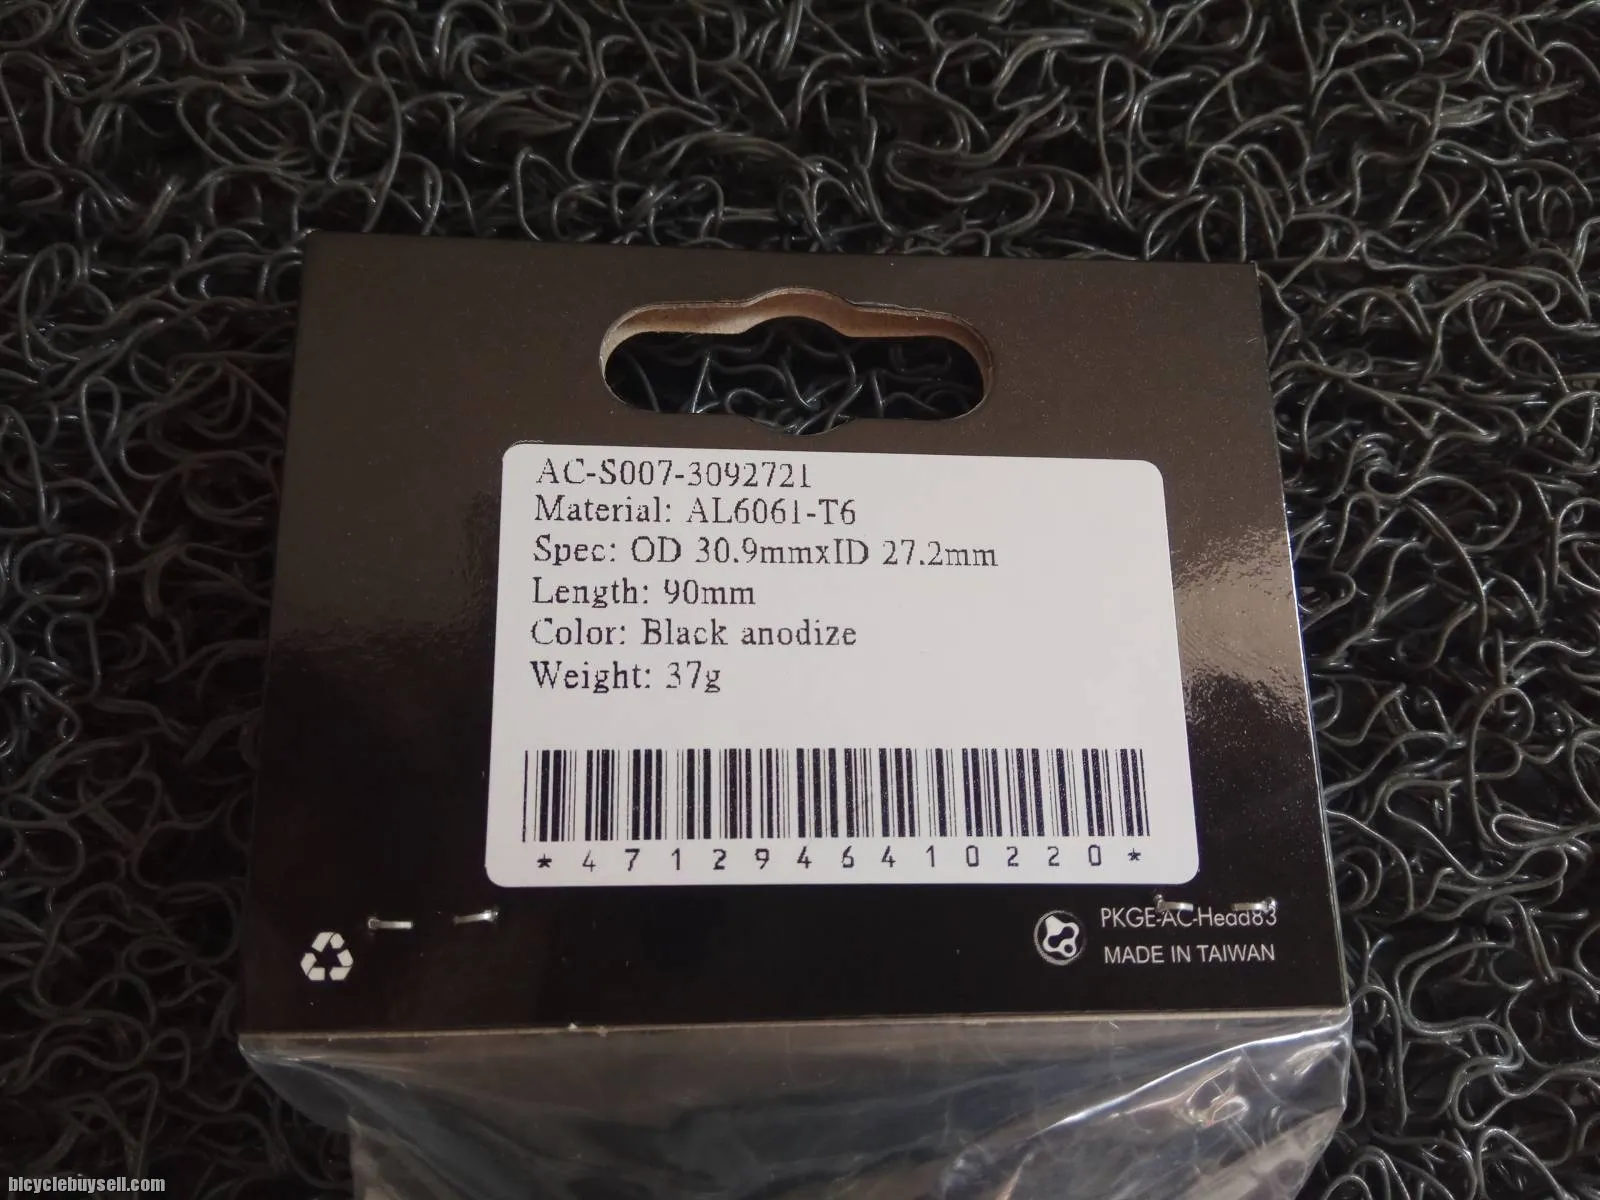 AC-S007-3092721
Material: AL6061-T6
Spec: OD 30.9mmxID 27.2mm
Length: 90mm
Color: Black anodize
Weight: 37g
*4712946410220*
PKGE-AC-Head83
MADE IN TAIWAN
bicyclebuysell.com